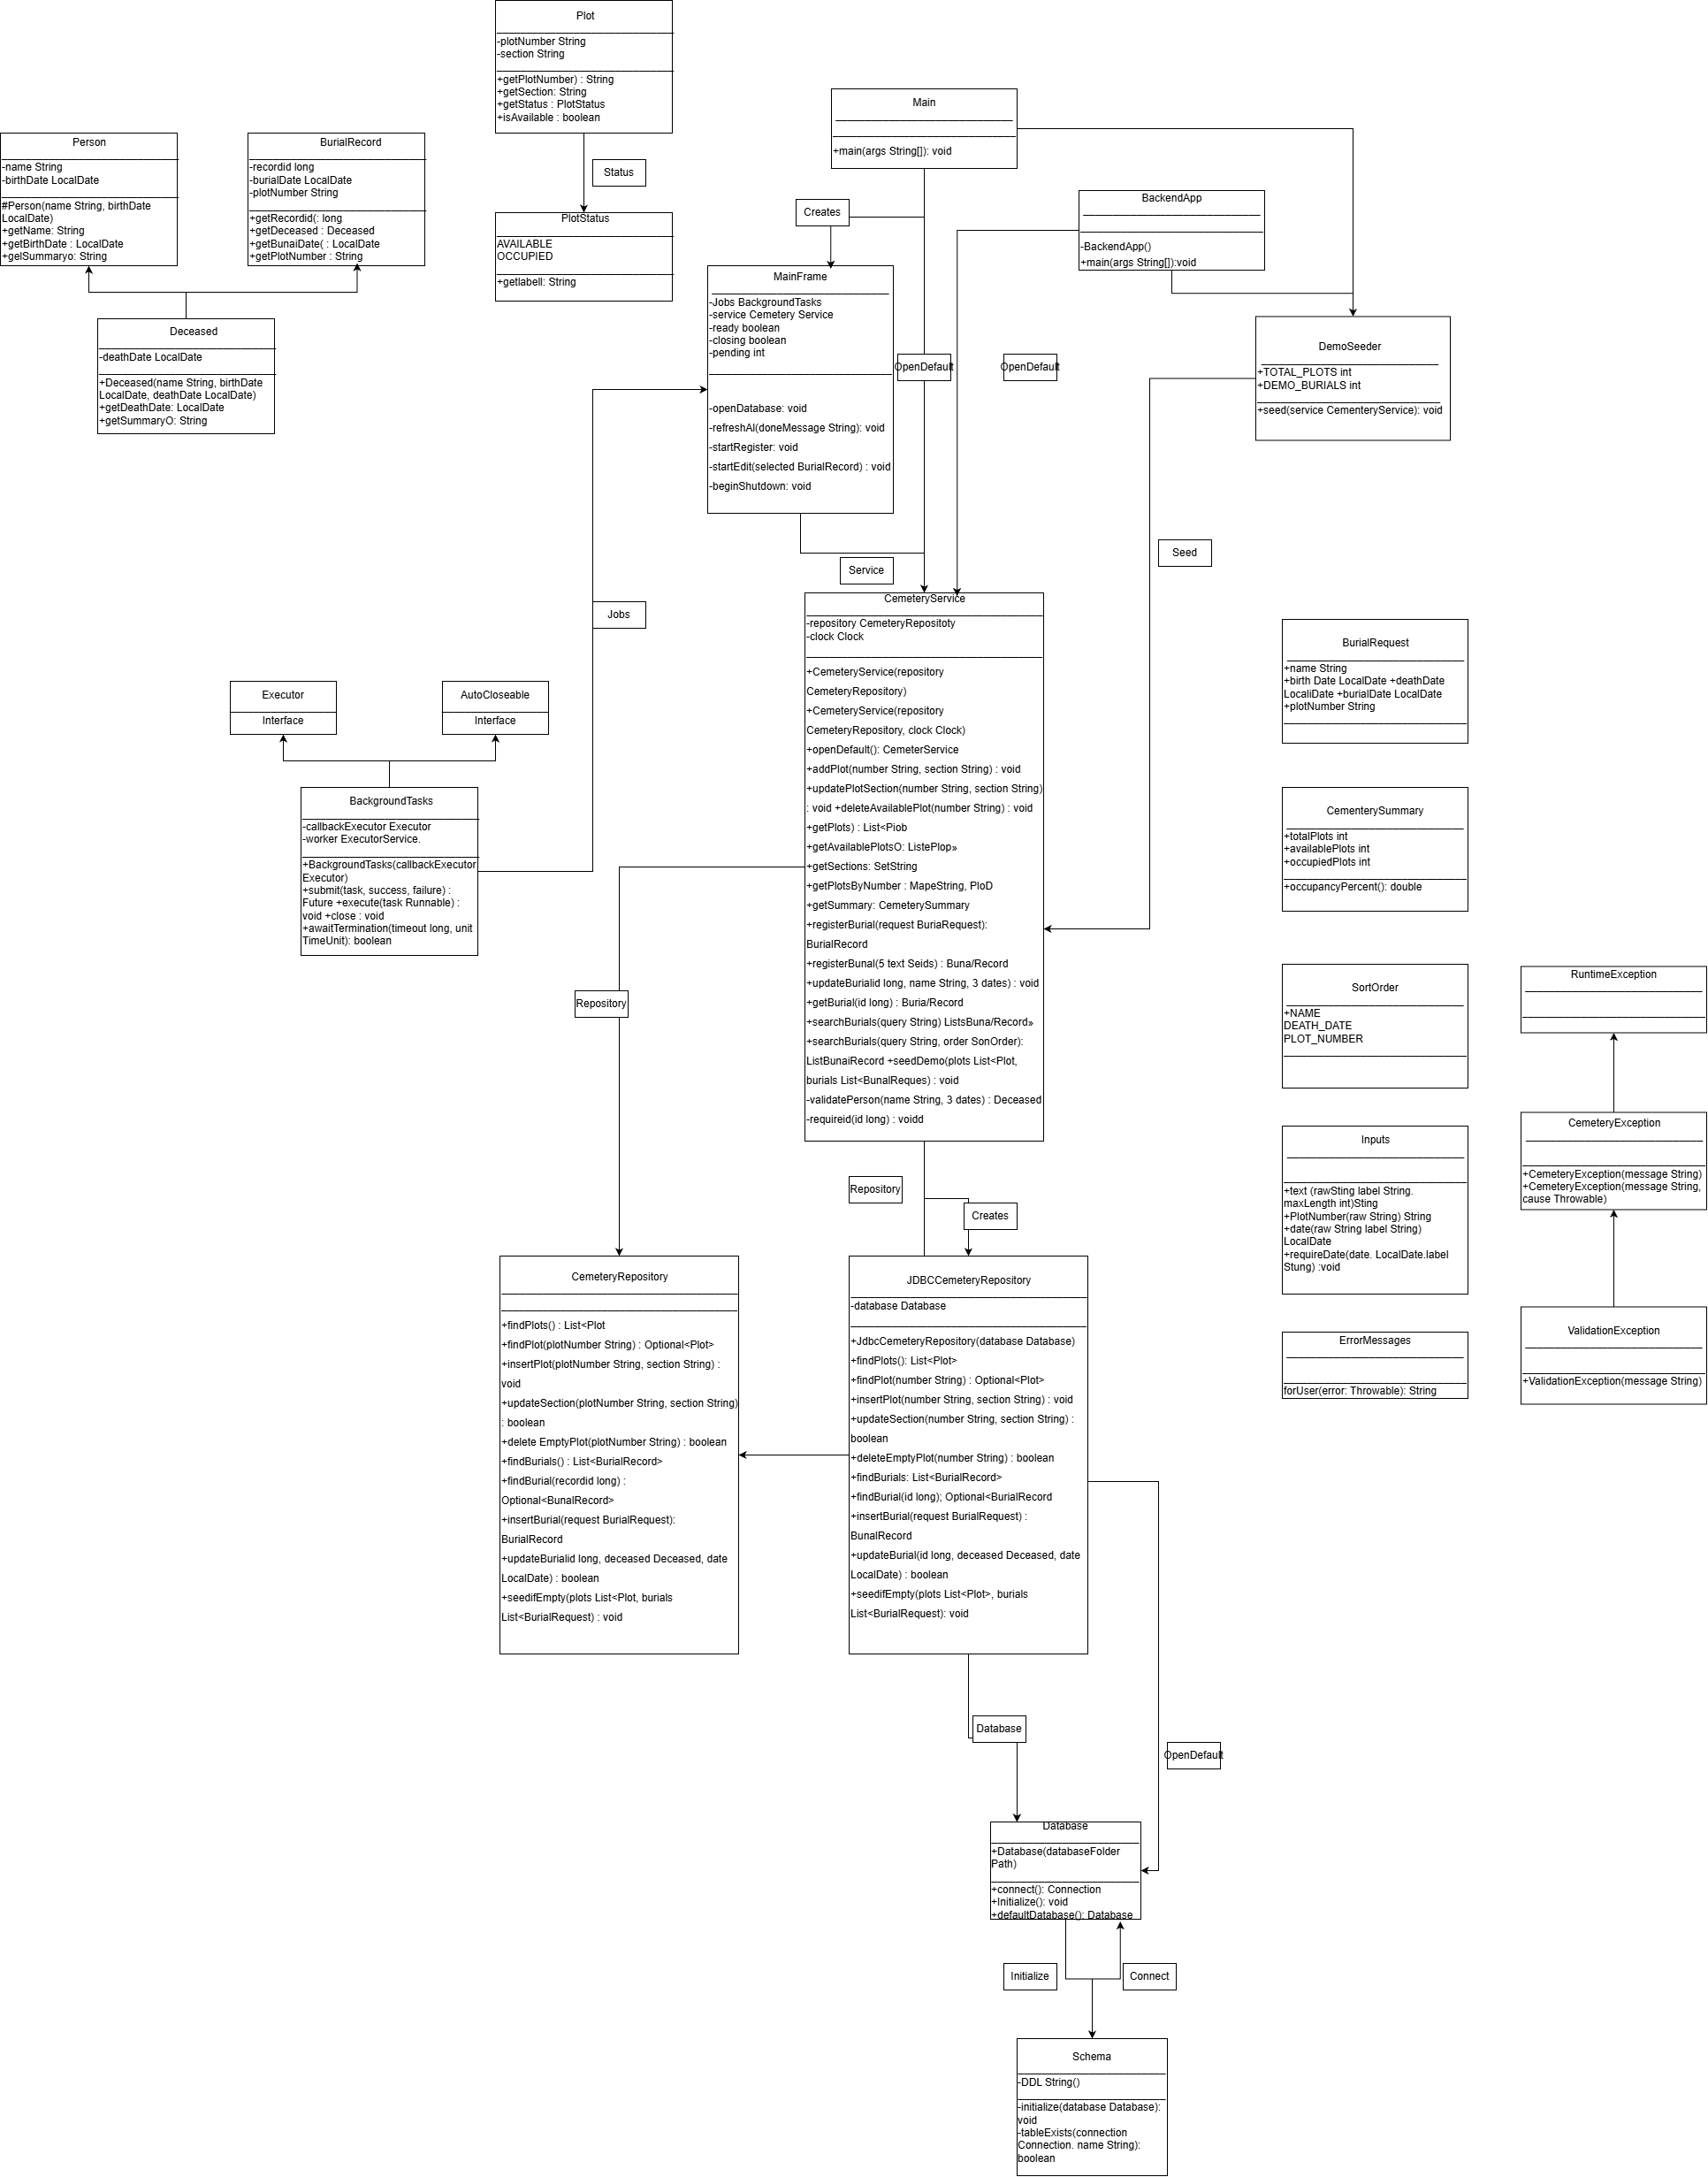 Plot
-plotNumber String
-section String
+getPlotNumber) : String
+getSection: String
+getStatus : PlotStatus
+isAvailable : boolean
Status
PlotStatus
AVAILABLE
OCCUPIED
+getlabell: String
Person
-name String
-birthDate LocalDate
#Person(name String, birthDate
LocalDate)
+getName: String
+getBirthDate : LocalDate
+gelSummaryo: String
BurialRecord
-recordid long
-burialDate LocalDate
-plotNumber String
+getRecordid(: long
+getDeceased : Deceased
+getBunaiDate( : LocalDate
+getPlotNumber : String
Deceased
-deathDate LocalDate
+Deceased(name String, birthDate
LocalDate, deathDate LocalDate)
+getDeathDate: LocalDate
+getSummaryO: String
Main
+main(args String[]): void
Creates
BackendApp
-BackendApp()
+main(args String[]):void
MainFrame
-Jobs BackgroundTasks
-service Cemetery Service
-ready boolean
-closing boolean
-pending int
-openDatabase: void
-refreshAl(doneMessage String): void
-startRegister: void
-startEdit(selected BurialRecord) : void
-beginShutdown: void
OpenDefault
OpenDefault
DemoSeeder
+TOTAL_PLOTS int
+DEMO_BURIALS int
+seed(service CementeryService): void
Seed
Service
Jobs
CemeteryService
-repository CemeteryRepositoty
-clock Clock
+CemeteryService(repository
CemeteryRepository)
+CemeteryService(repository
CemeteryRepository, clock Clock)
+openDefault(): CemeterService
+addPlot(number String, section String) : void
+updatePlotSection(number String, section String)
: void +deleteAvailablePlot(number String) : void
+getPlots) : List<Piob
+getAvailablePlotsO: ListePlop»
+getSections: SetString
+getPlotsByNumber : MapeString, PloD
+getSummary: CemeterySummary
+registerBurial(request BuriaRequest):
BurialRecord
+registerBunal(5 text Seids) : Buna/Record
+updateBurialid long, name String, 3 dates) : void
+getBurial(id long) : Buria/Record
+searchBurials(query String) ListsBuna/Record»
+searchBurials(query String, order SonOrder):
ListBunaiRecord +seedDemo(plots List<Plot,
burials List<BunalReques) : void
-validatePerson(name String, 3 dates) : Deceased
-requireid(id long) : voidd
Executor
Interface
AutoCloseable
Interface
BackgroundTasks
-callbackExecutor Executor
-worker ExecutorService.
+BackgroundTasks(callbackExecutor
Executor)
+submit(task, success, failure) :
Future +execute(task Runnable) :
void +close : void
+awaitTermination(timeout long, unit
TimeUnit): boolean
Repository
BurialRequest
+name String
+birth Date LocalDate +deathDate
LocaliDate +burialDate LocalDate
+plotNumber String
CementerySummary
+totalPlots int
+availablePlots int
+occupiedPlots int
+occupancyPercent(): double
SortOrder
+NAME
DEATH_DATE
PLOT_NUMBER
Inputs
+text (rawSting label String.
maxLength int)Sting
+PlotNumber(raw String) String
+date(raw String label String)
LocalDate
+requireDate(date. LocalDate.label
Stung) :void
ErrorMessages
forUser(error: Throwable): String
RuntimeException
CemeteryException
+CemeteryException(message String)
+CemeteryException(message String,
cause Throwable)
ValidationException
+ValidationException(message String)
Repository
Creates
CemeteryRepository
+findPlots() : List<Plot
+findPlot(plotNumber String) : Optional<Plot>
+insertPlot(plotNumber String, section String) :
void
+updateSection(plotNumber String, section String)
: boolean
+delete EmptyPlot(plotNumber String) : boolean
+findBurials() : List<BurialRecord>
+findBurial(recordid long) :
Optional<BunalRecord>
+insertBurial(request BurialRequest):
BurialRecord
+updateBurialid long, deceased Deceased, date
LocalDate) : boolean
+seedifEmpty(plots List<Plot, burials
List<BurialRequest) : void
JDBCCemeteryRepository
-database Database
+JdbcCemeteryRepository(database Database)
+findPlots(): List<Plot>
+findPlot(number String) : Optional<Plot>
+insertPlot(number String, section String) : void
+updateSection(number String, section String) :
boolean
+deleteEmptyPlot(number String) : boolean
+findBurials: List<BurialRecord>
+findBurial(id long); Optional<BurialRecord
+insertBurial(request BurialRequest) :
BunalRecord
+updateBurial(id long, deceased Deceased, date
LocalDate) : boolean
+seedifEmpty(plots List<Plot>, burials
List<BurialRequest): void
Database
OpenDefault
Database
+Database(databaseFolder
Path)
+connect(): Connection
+Initialize(): void
+defaultDatabase(): Database
Initialize
Connect
Schema
-DDL String()
-initialize(database Database):
void
-tableExists(connection
Connection. name String):
boolean